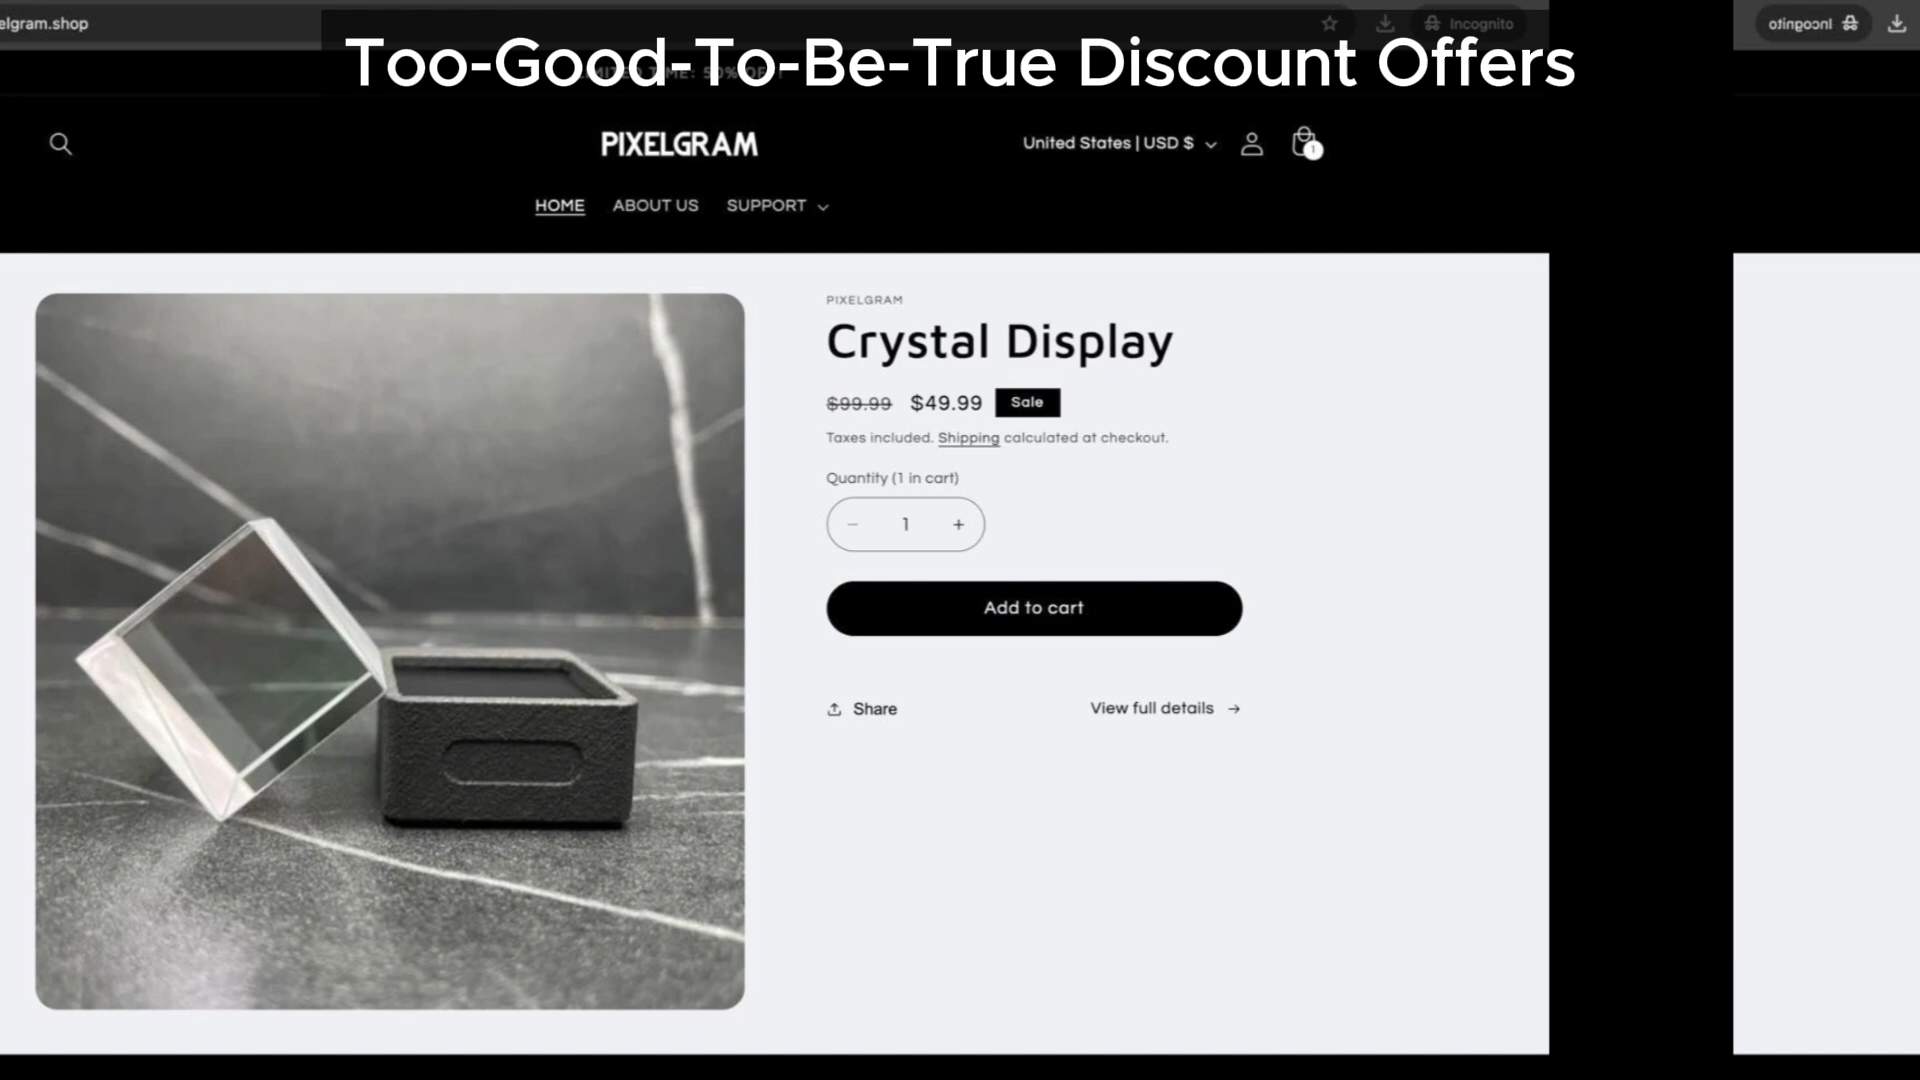 elgram.shop
Incognito
Incognito
Too-Good-To-Be-True Discount Offers
PIXELGRAM
United States | USD $
1
HOME
ABOUT US
SUPPORT
PIXELGRAM
Crystal Display
$99.99 $49.99 Sale
Taxes included. Shipping calculated at checkout.
Quantity (1 in cart)
− 1 +
Add to cart
Share
View full details →